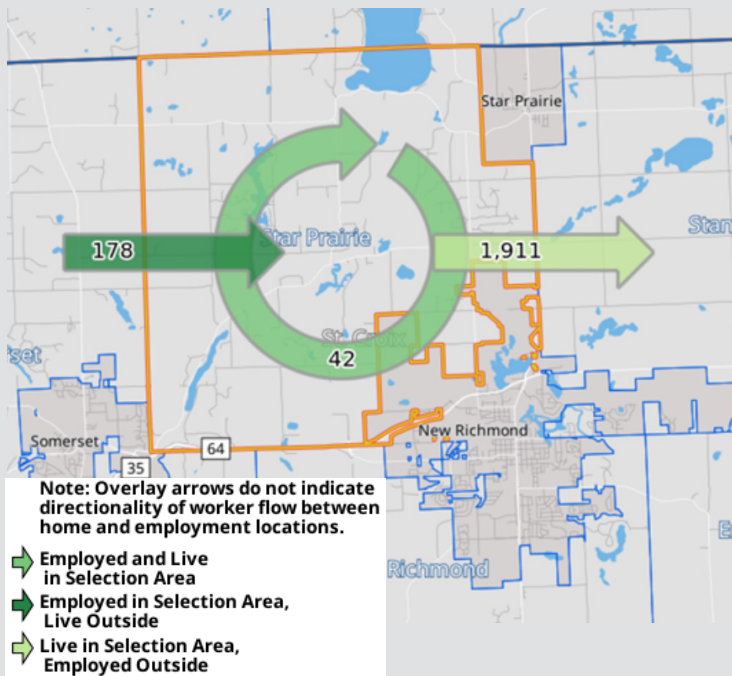 Star Prairie
178
Star Prairie
1,911
Stan
St. Croix
42
set
New Richmond
Somerset
64
35
Note: Overlay arrows do not indicate
directionality of worker flow between
home and employment locations.
Employed and Live
in Selection Area
Richmond
E
Employed in Selection Area,
Live Outside
Live in Selection Area,
Employed Outside